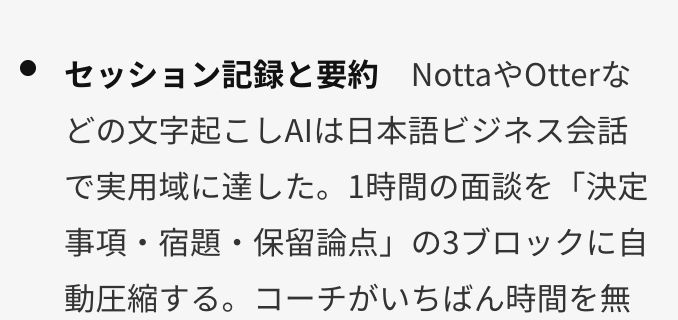 • セッション記録と要約　NottaやOtterな
どの文字起こしAIは日本語ビジネス会話
で実用域に達した。1時間の面談を「決定
事項・宿題・保留論点」の3ブロックに自
動圧縮する。コーチがいちばん時間を無